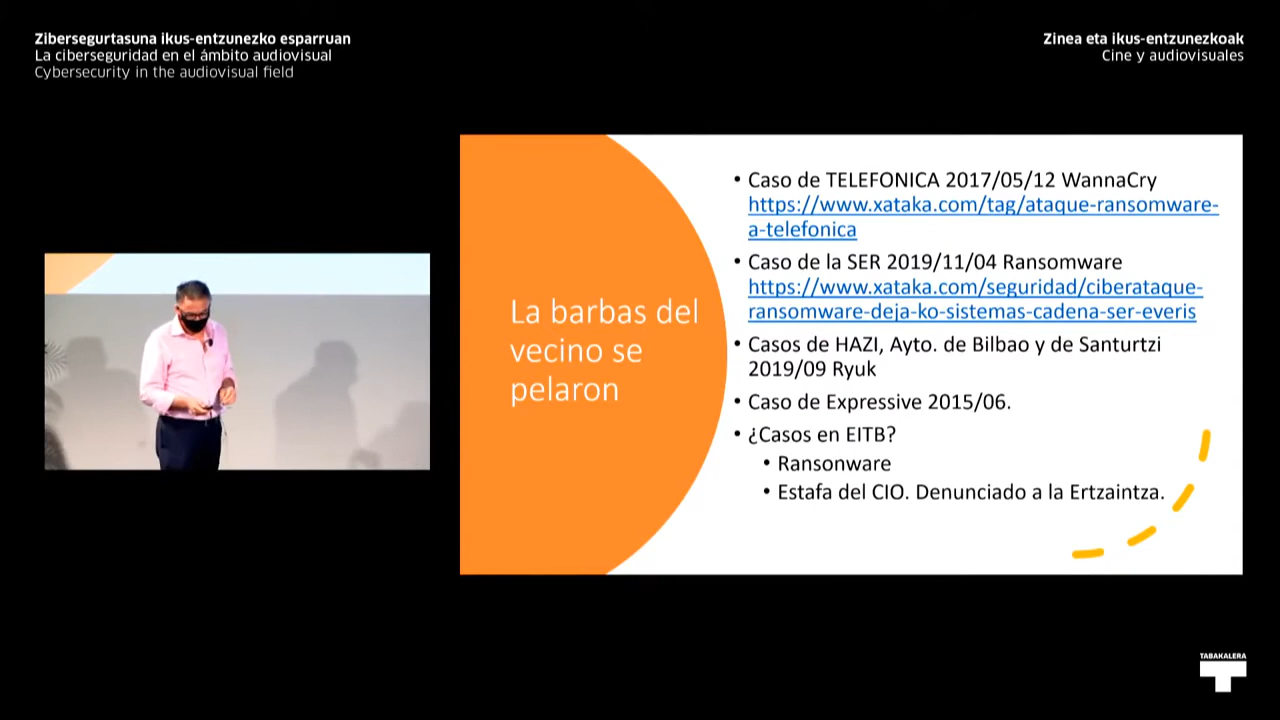 Zibersegurtasuna ikus-entzunezko esparruan
La ciberseguridad en el ámbito audiovisual
Cybersecurity in the audiovisual field
Zinea eta ikus-entzunezkoak
Cine y audiovisuales
La barbas del
vecino se
pelaron
• Caso de TELEFONICA 2017/05/12 WannaCry
https://www.xataka.com/tag/ataque-ransomware-
a-telefonica
• Caso de la SER 2019/11/04 Ransomware
https://www.xataka.com/seguridad/ciberataque-
ransomware-deja-ko-sistemas-cadena-ser-everis
• Casos de HAZI, Ayto. de Bilbao y de Santurtzi
2019/09 Ryuk
• Caso de Expressive 2015/06.
• ¿Casos en EITB?
• Ransonware
• Estafa del CIO. Denunciado a la Ertzaintza.
TABAKALERA